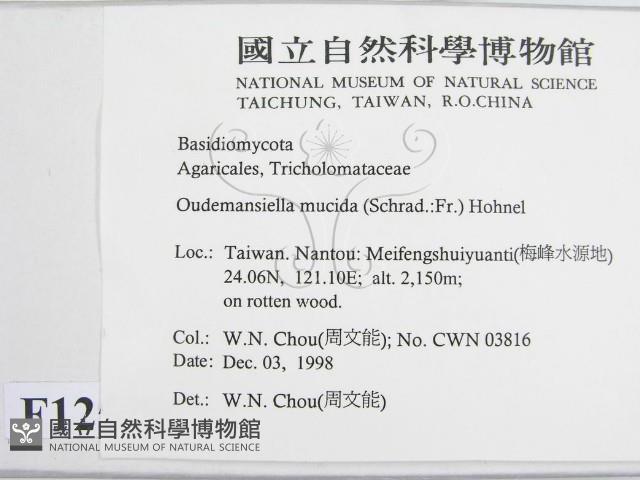 國立自然科學博物館
NATIONAL MUSEUM OF NATURAL SCIENCE
TAICHUNG, TAIWAN, R.O.CHINA
Basidiomycota
Agaricales, Tricholomataceae
Oudemansiella mucida (Schrad.:Fr.) Hohnel
Loc.: Taiwan. Nantou: Meifengshuiyuanti(梅峰水源地)
24.06N, 121.10E; alt. 2,150m;
on rotten wood.
Col.: W.N. Chou(周文能); No. CWN 03816
Date: Dec. 03, 1998
Det.: W.N. Chou(周文能)
國立自然科學博物館
NATIONAL MUSEUM OF NATURAL SCIENCE